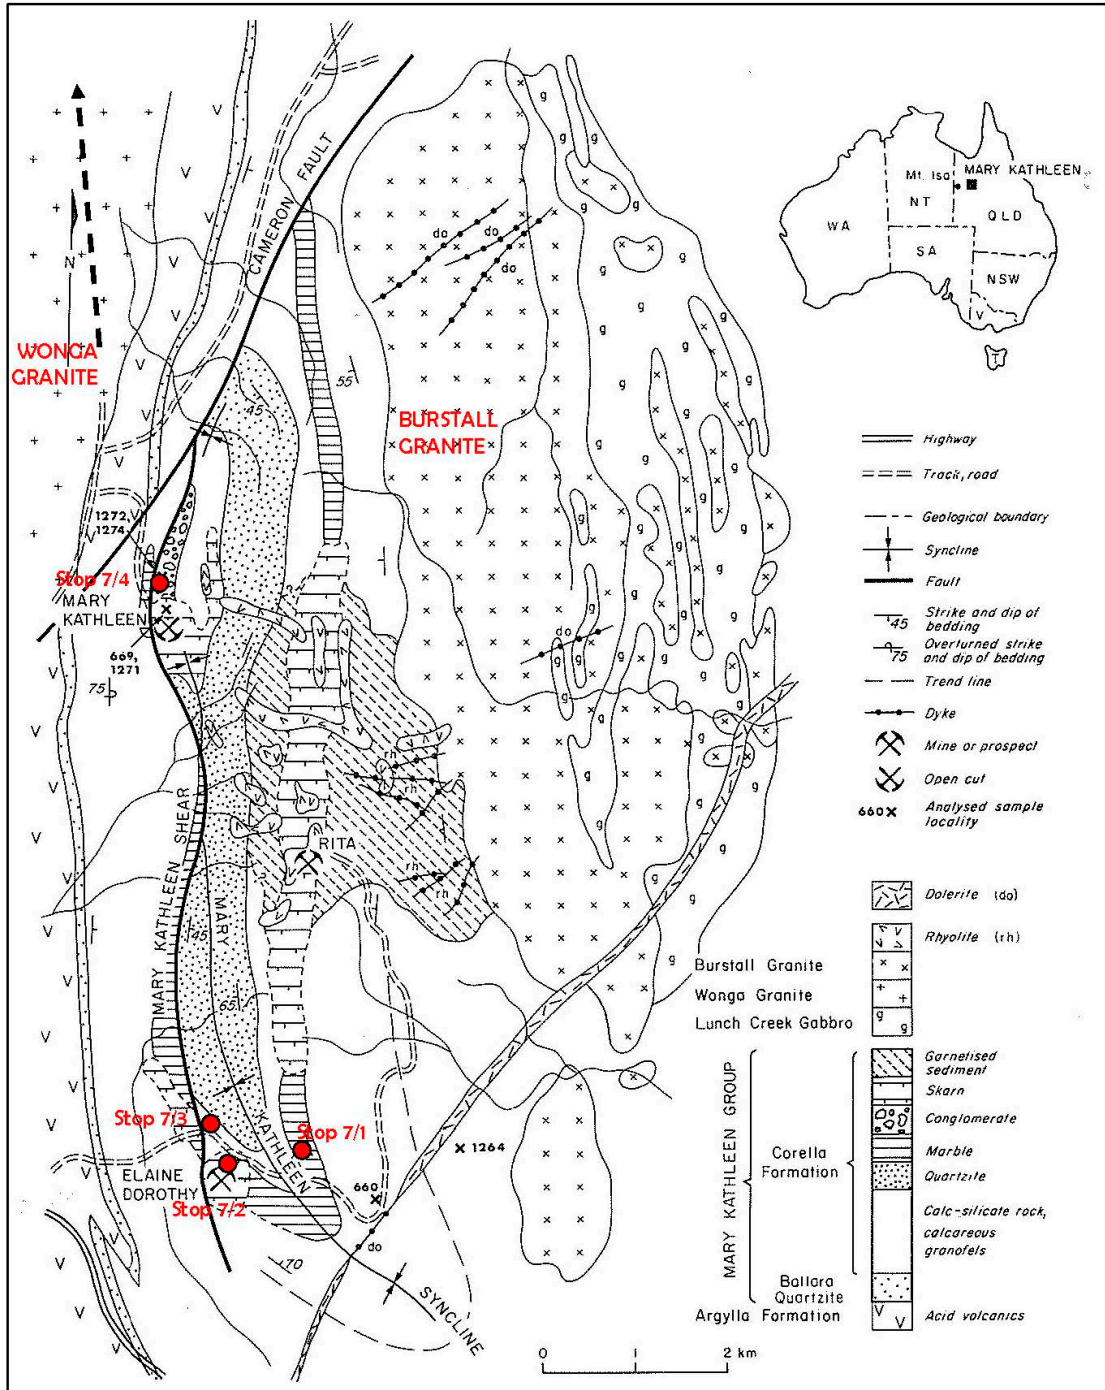 CAMERON FAULT
N
WONGA
GRANITE
BURSTALL
GRANITE
do
do
do
45
55
1272,
1274
Stop 7/4
MARY
KATHLEEN
669,
1271
75
do
rh
rh
rh
RITA
MARY KATHLEEN SHEAR
45
65
MARY KATHLEEN SYNCLINE
Stop 7/3
Stop 7/1
ELAINE
DOROTHY
Stop 7/2
660
1264
do
70
0 1 2 km
Mt. Isa
MARY KATHLEEN
WA
NT
QLD
SA
NSW
V
T
Highway
Track, road
Geological boundary
Syncline
Fault
45 Strike and dip of
bedding
75 Overturned strike
and dip of bedding
Trend line
Dyke
Mine or prospect
Open cut
660 x Analysed sample
locality
Dolerite (do)
Rhyolite (rh)
Burstall Granite
Wonga Granite
Lunch Creek Gabbro
MARY KATHLEEN GROUP
Corella
Formation
Garnetised
sediment
Skarn
Conglomerate
Marble
Quartzite
Calc-silicate rock,
calcareous
granofels
Ballara
Quartzite
Argylla Formation
Acid volcanics